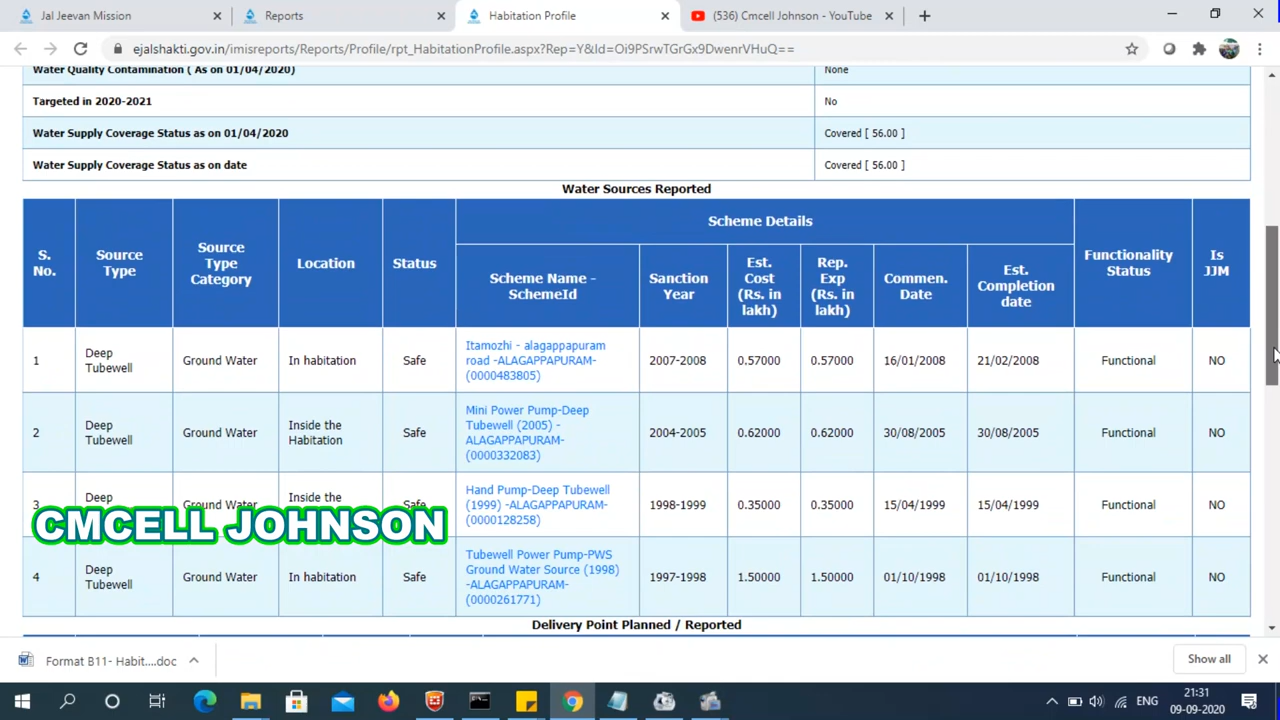 Jal Jeevan Mission
Reports
Habitation Profile
(536) Cmcell Johnson - YouTube
ejalshakti.gov.in/imisreports/Reports/Profile/rpt_HabitationProfile.aspx?Rep=Y&Id=Oi9PSrwTGrGx9DwenrVHuQ==
Water Quality Contamination ( As on 01/04/2020) None
Targeted in 2020-2021 No
Water Supply Coverage Status as on 01/04/2020 Covered [ 56.00 ]
Water Supply Coverage Status as on date Covered [ 56.00 ]
Water Sources Reported
S. No.
Source Type
Source Type Category
Location
Status
Scheme Details
Scheme Name - SchemeId
Sanction Year
Est. Cost (Rs. in lakh)
Rep. Exp (Rs. in lakh)
Commen. Date
Est. Completion date
Functionality Status
Is JJM
1 Deep Tubewell Ground Water In habitation Safe Itamozhi - alagappapuram road -ALAGAPPAPURAM- (0000483805) 2007-2008 0.57000 0.57000 16/01/2008 21/02/2008 Functional NO
2 Deep Tubewell Ground Water Inside the Habitation Safe Mini Power Pump-Deep Tubewell (2005) -ALAGAPPAPURAM- (0000332083) 2004-2005 0.62000 0.62000 30/08/2005 30/08/2005 Functional NO
3 Deep Ground Water Inside the Safe Hand Pump-Deep Tubewell (1999) -ALAGAPPAPURAM- (0000128258) 1998-1999 0.35000 0.35000 15/04/1999 15/04/1999 Functional NO
CMCELL JOHNSON
4 Deep Tubewell Ground Water In habitation Safe Tubewell Power Pump-PWS Ground Water Source (1998) -ALAGAPPAPURAM- (0000261771) 1997-1998 1.50000 1.50000 01/10/1998 01/10/1998 Functional NO
Delivery Point Planned / Reported
Format B11- Habit....doc
Show all
ENG
21:31
09-09-2020